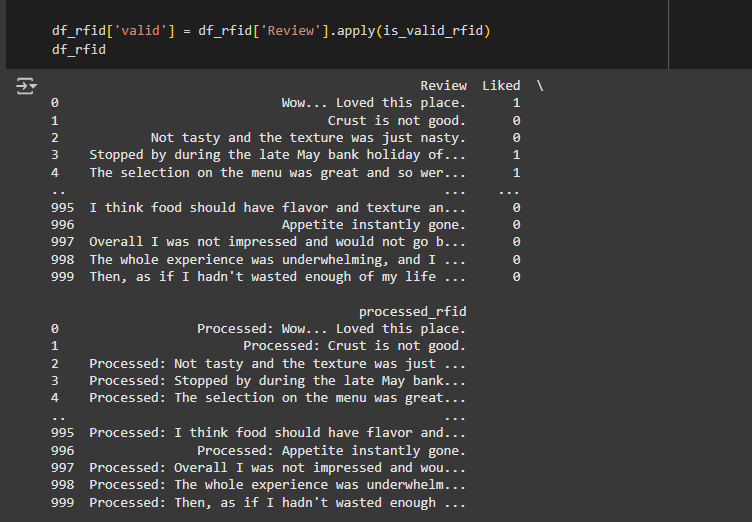 df_rfid['valid'] = df_rfid['Review'].apply(is_valid_rfid)
df_rfid
Review Liked \
0 Wow... Loved this place. 1
1 Crust is not good. 0
2 Not tasty and the texture was just nasty. 0
3 Stopped by during the late May bank holiday of... 1
4 The selection on the menu was great and so wer... 1
.. ... ...
995 I think food should have flavor and texture an... 0
996 Appetite instantly gone. 0
997 Overall I was not impressed and would not go b... 0
998 The whole experience was underwhelming, and I ... 0
999 Then, as if I hadn't wasted enough of my life ... 0
processed_rfid
0 Processed: Wow... Loved this place.
1 Processed: Crust is not good.
2 Processed: Not tasty and the texture was just ...
3 Processed: Stopped by during the late May bank...
4 Processed: The selection on the menu was great...
.. ...
995 Processed: I think food should have flavor and...
996 Processed: Appetite instantly gone.
997 Processed: Overall I was not impressed and wou...
998 Processed: The whole experience was underwhelm...
999 Processed: Then, as if I hadn't wasted enough ...